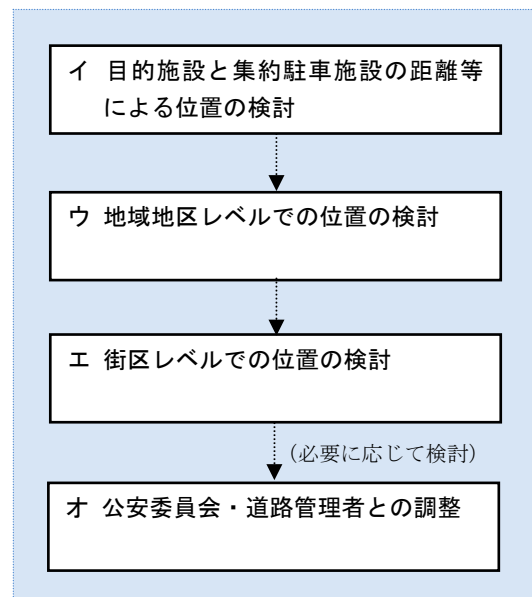 イ 目的施設と集約駐車施設の距離等
による位置の検討
ウ 地域地区レベルでの位置の検討
エ 街区レベルでの位置の検討
（必要に応じて検討）
オ 公安委員会・道路管理者との調整